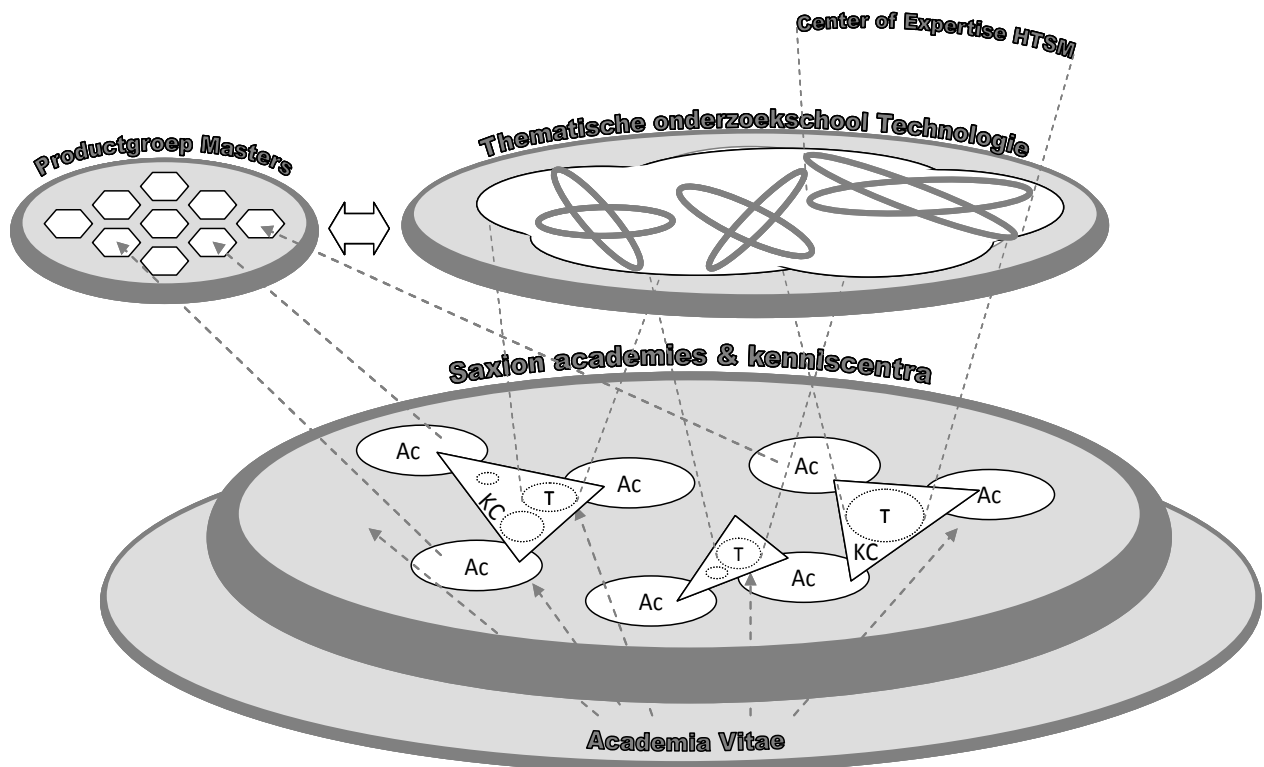 Center of Expertise HTSM
Productgroep Masters
Thematische onderzoekschool Technologie
Saxion academies & kenniscentra
Ac
Ac
Ac
Ac
KC
T
T
KC
Ac
T
Ac
Ac
Academia Vitae